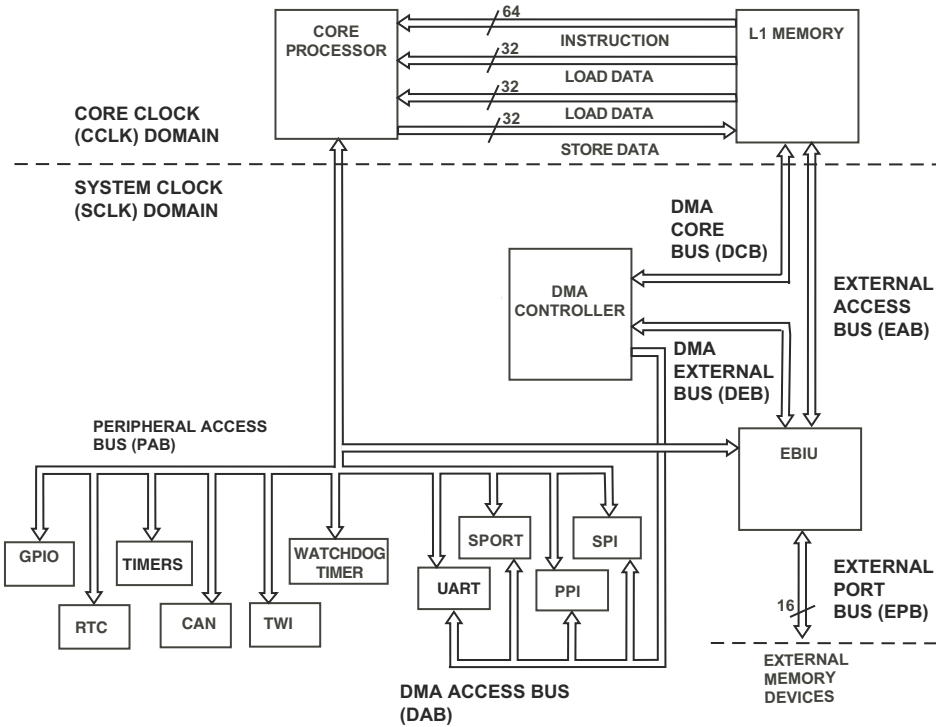 64
CORE
PROCESSOR
INSTRUCTION
L1 MEMORY
32
LOAD DATA
32
LOAD DATA
32
STORE DATA
CORE CLOCK
(CCLK) DOMAIN
SYSTEM CLOCK
(SCLK) DOMAIN
DMA
CORE
BUS (DCB)
DMA
CONTROLLER
EXTERNAL
ACCESS
BUS (EAB)
DMA
EXTERNAL
BUS (DEB)
PERIPHERAL ACCESS
BUS (PAB)
EBIU
GPIO
TIMERS
WATCHDOG
TIMER
SPORT
SPI
UART
PPI
RTC
CAN
TWI
EXTERNAL
PORT
BUS (EPB)
16
DMA ACCESS BUS
(DAB)
EXTERNAL
MEMORY
DEVICES